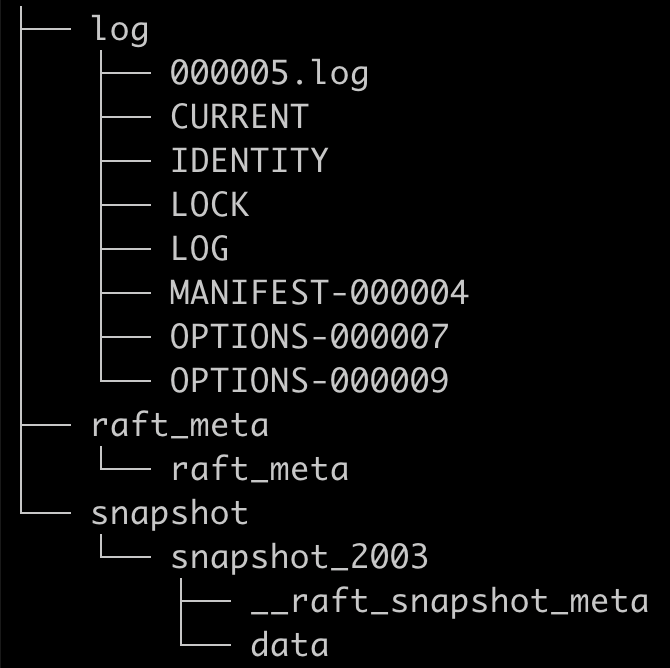 log
000005.log
CURRENT
IDENTITY
LOCK
LOG
MANIFEST-000004
OPTIONS-000007
OPTIONS-000009
raft_meta
raft_meta
snapshot
snapshot_2003
__raft_snapshot_meta
data